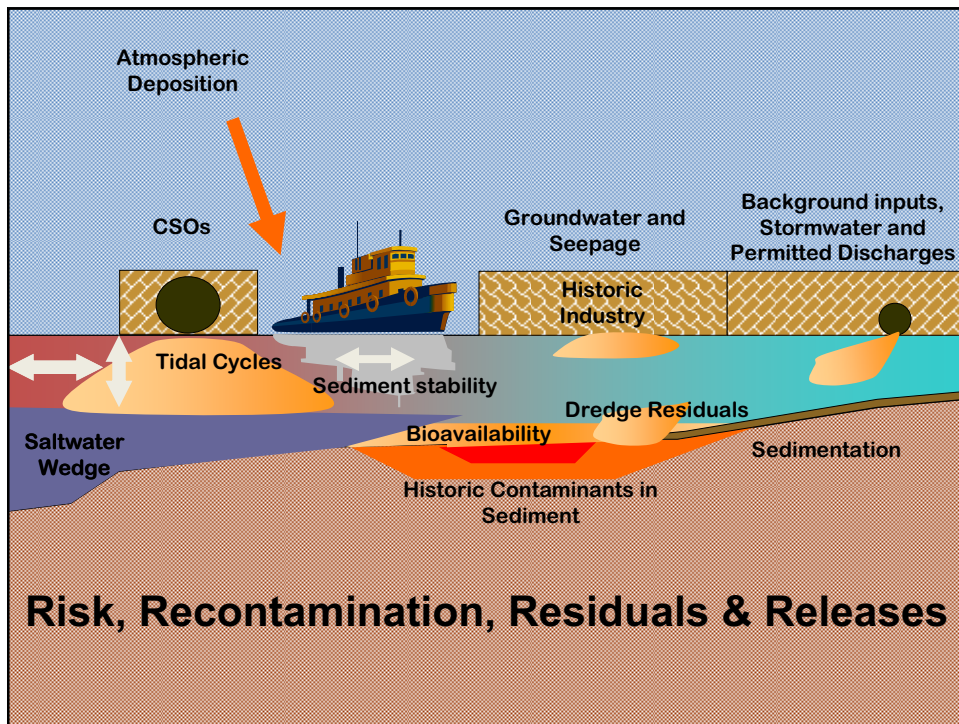 Atmospheric
Deposition
CSOs
Groundwater and
Seepage
Background inputs,
Stormwater and
Permitted Discharges
Historic
Industry
Tidal Cycles
Sediment stability
Dredge Residuals
Bioavailability
Saltwater
Wedge
Sedimentation
Historic Contaminants in
Sediment
Risk, Recontamination, Residuals & Releases